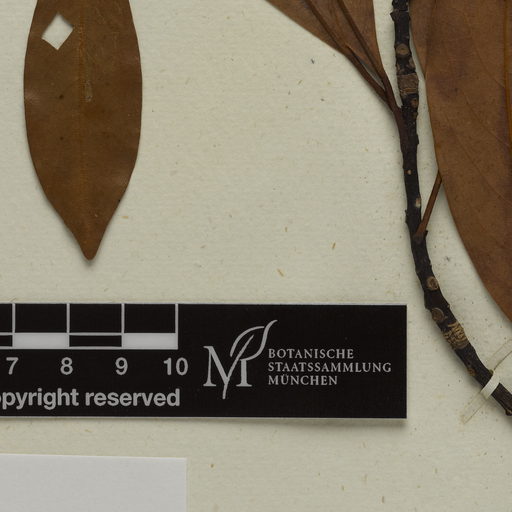 7 8 9 10
opyright reserved
BOTANISCHE
STAATSSAMMLUNG
MÜNCHEN